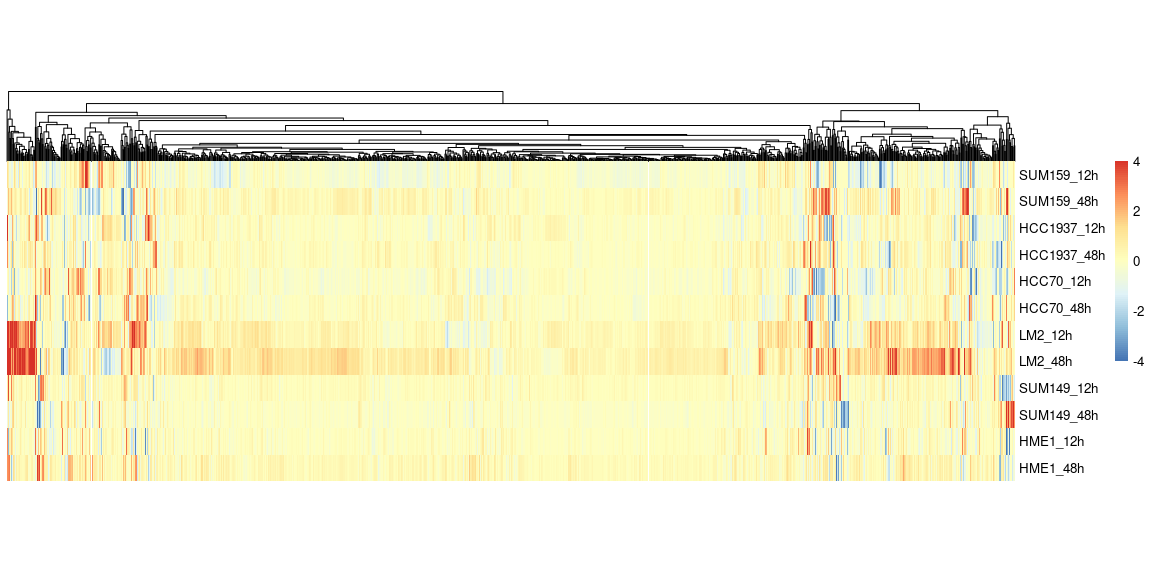 SUM159_12h
SUM159_48h
HCC1937_12h
HCC1937_48h
HCC70_12h
HCC70_48h
LM2_12h
LM2_48h
SUM149_12h
SUM149_48h
HME1_12h
HME1_48h
4
2
0
-2
-4